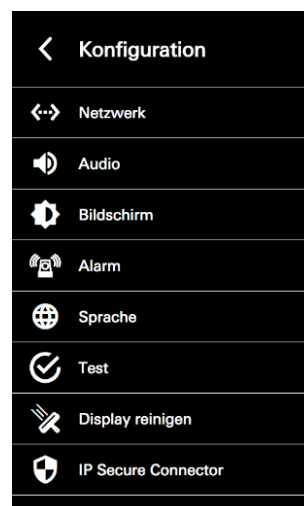 Konfiguration
Netzwerk
Audio
Bildschirm
Alarm
Sprache
Test
Display reinigen
IP Secure Connector